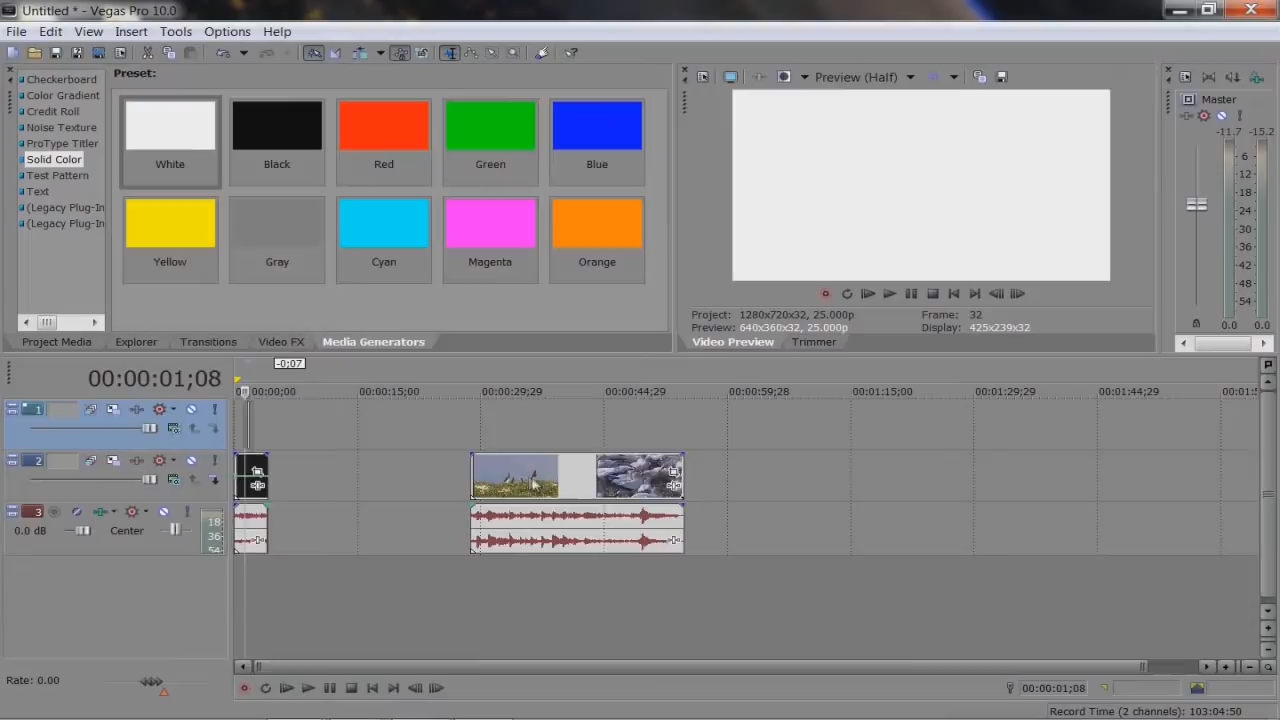 Untitled * - Vegas Pro 10.0
File Edit View Insert Tools Options Help
Checkerboard
Color Gradient
Credit Roll
Noise Texture
ProType Titler
Solid Color
Test Pattern
Text
(Legacy Plug-In
(Legacy Plug-In
Preset:
White Black Red Green Blue
Yellow Gray Cyan Magenta Orange
Project Media Explorer Transitions Video FX Media Generators
Preview (Half)
Project: 1280x720x32, 25.000p Frame: 32
Preview: 640x360x32, 25.000p Display: 425x239x32
Video Preview Trimmer
Master
-11.7 -15.2
6
12
18
24
30
36
42
48
54
0.0 0.0
-0;07
00:00:01;08
00:00:00;00 00:00:15;00 00:00:29;29 00:00:44;29 00:00:59;28 00:01:15;00 00:01:29;29 00:01:44;29 00:01:5
1
2
3
0.0 dB Center
18
36
54
Rate: 0.00
00:00:01;08
Record Time (2 channels): 103:04:50